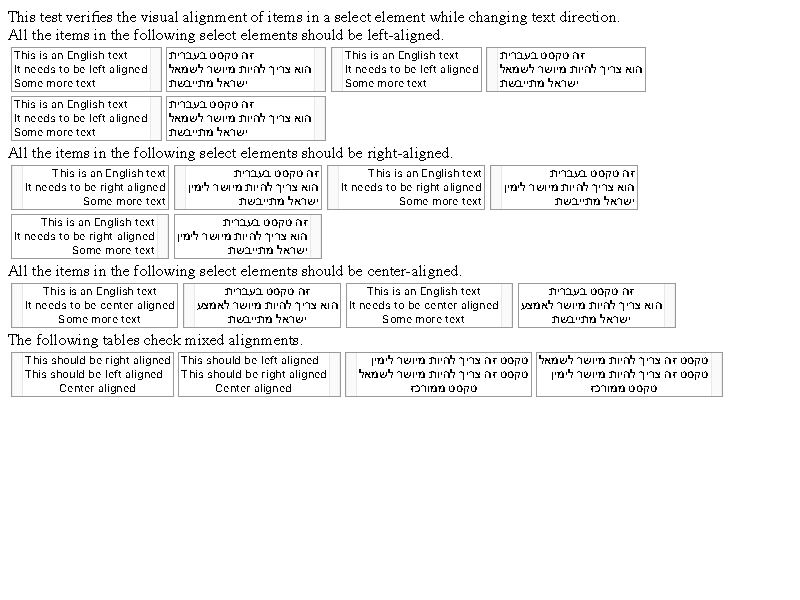 This test verifies the visual alignment of items in a select element while changing text direction.
All the items in the following select elements should be left-aligned.
This is an English text
It needs to be left aligned
Some more text
זה טקסט בעברית
הוא צריך להיות מיושר לשמאל
ישראל מתייבשת
This is an English text
It needs to be left aligned
Some more text
זה טקסט בעברית
הוא צריך להיות מיושר לשמאל
ישראל מתייבשת
This is an English text
It needs to be left aligned
Some more text
זה טקסט בעברית
הוא צריך להיות מיושר לשמאל
ישראל מתייבשת
All the items in the following select elements should be right-aligned.
This is an English text
It needs to be right aligned
Some more text
זה טקסט בעברית
הוא צריך להיות מיושר לימין
ישראל מתייבשת
This is an English text
It needs to be right aligned
Some more text
זה טקסט בעברית
הוא צריך להיות מיושר לימין
ישראל מתייבשת
This is an English text
It needs to be right aligned
Some more text
זה טקסט בעברית
הוא צריך להיות מיושר לימין
ישראל מתייבשת
All the items in the following select elements should be center-aligned.
This is an English text
It needs to be center aligned
Some more text
זה טקסט בעברית
הוא צריך להיות מיושר לאמצע
ישראל מתייבשת
This is an English text
It needs to be center aligned
Some more text
זה טקסט בעברית
הוא צריך להיות מיושר לאמצע
ישראל מתייבשת
The following tables check mixed alignments.
This should be right aligned
This should be left aligned
Center aligned
This should be left aligned
This should be right aligned
Center aligned
טקסט זה צריך להיות מיושר לימין
טקסט זה צריך להיות מיושר לשמאל
טקסט ממורכז
טקסט זה צריך להיות מיושר לשמאל
טקסט זה צריך להיות מיושר לימין
טקסט ממורכז